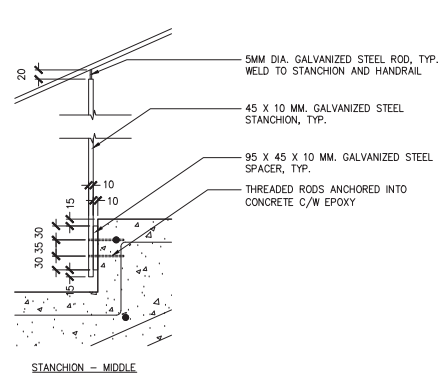 5MM DIA. GALVANIZED STEEL ROD, TYP.
WELD TO STANCHION AND HANDRAIL
20
45 X 10 MM. GALVANIZED STEEL
STANCHION, TYP.
95 X 45 X 10 MM. GALVANIZED STEEL
SPACER, TYP.
10
THREADED RODS ANCHORED INTO
CONCRETE C/W EPOXY
10
15
30
35
30
15
STANCHION – MIDDLE